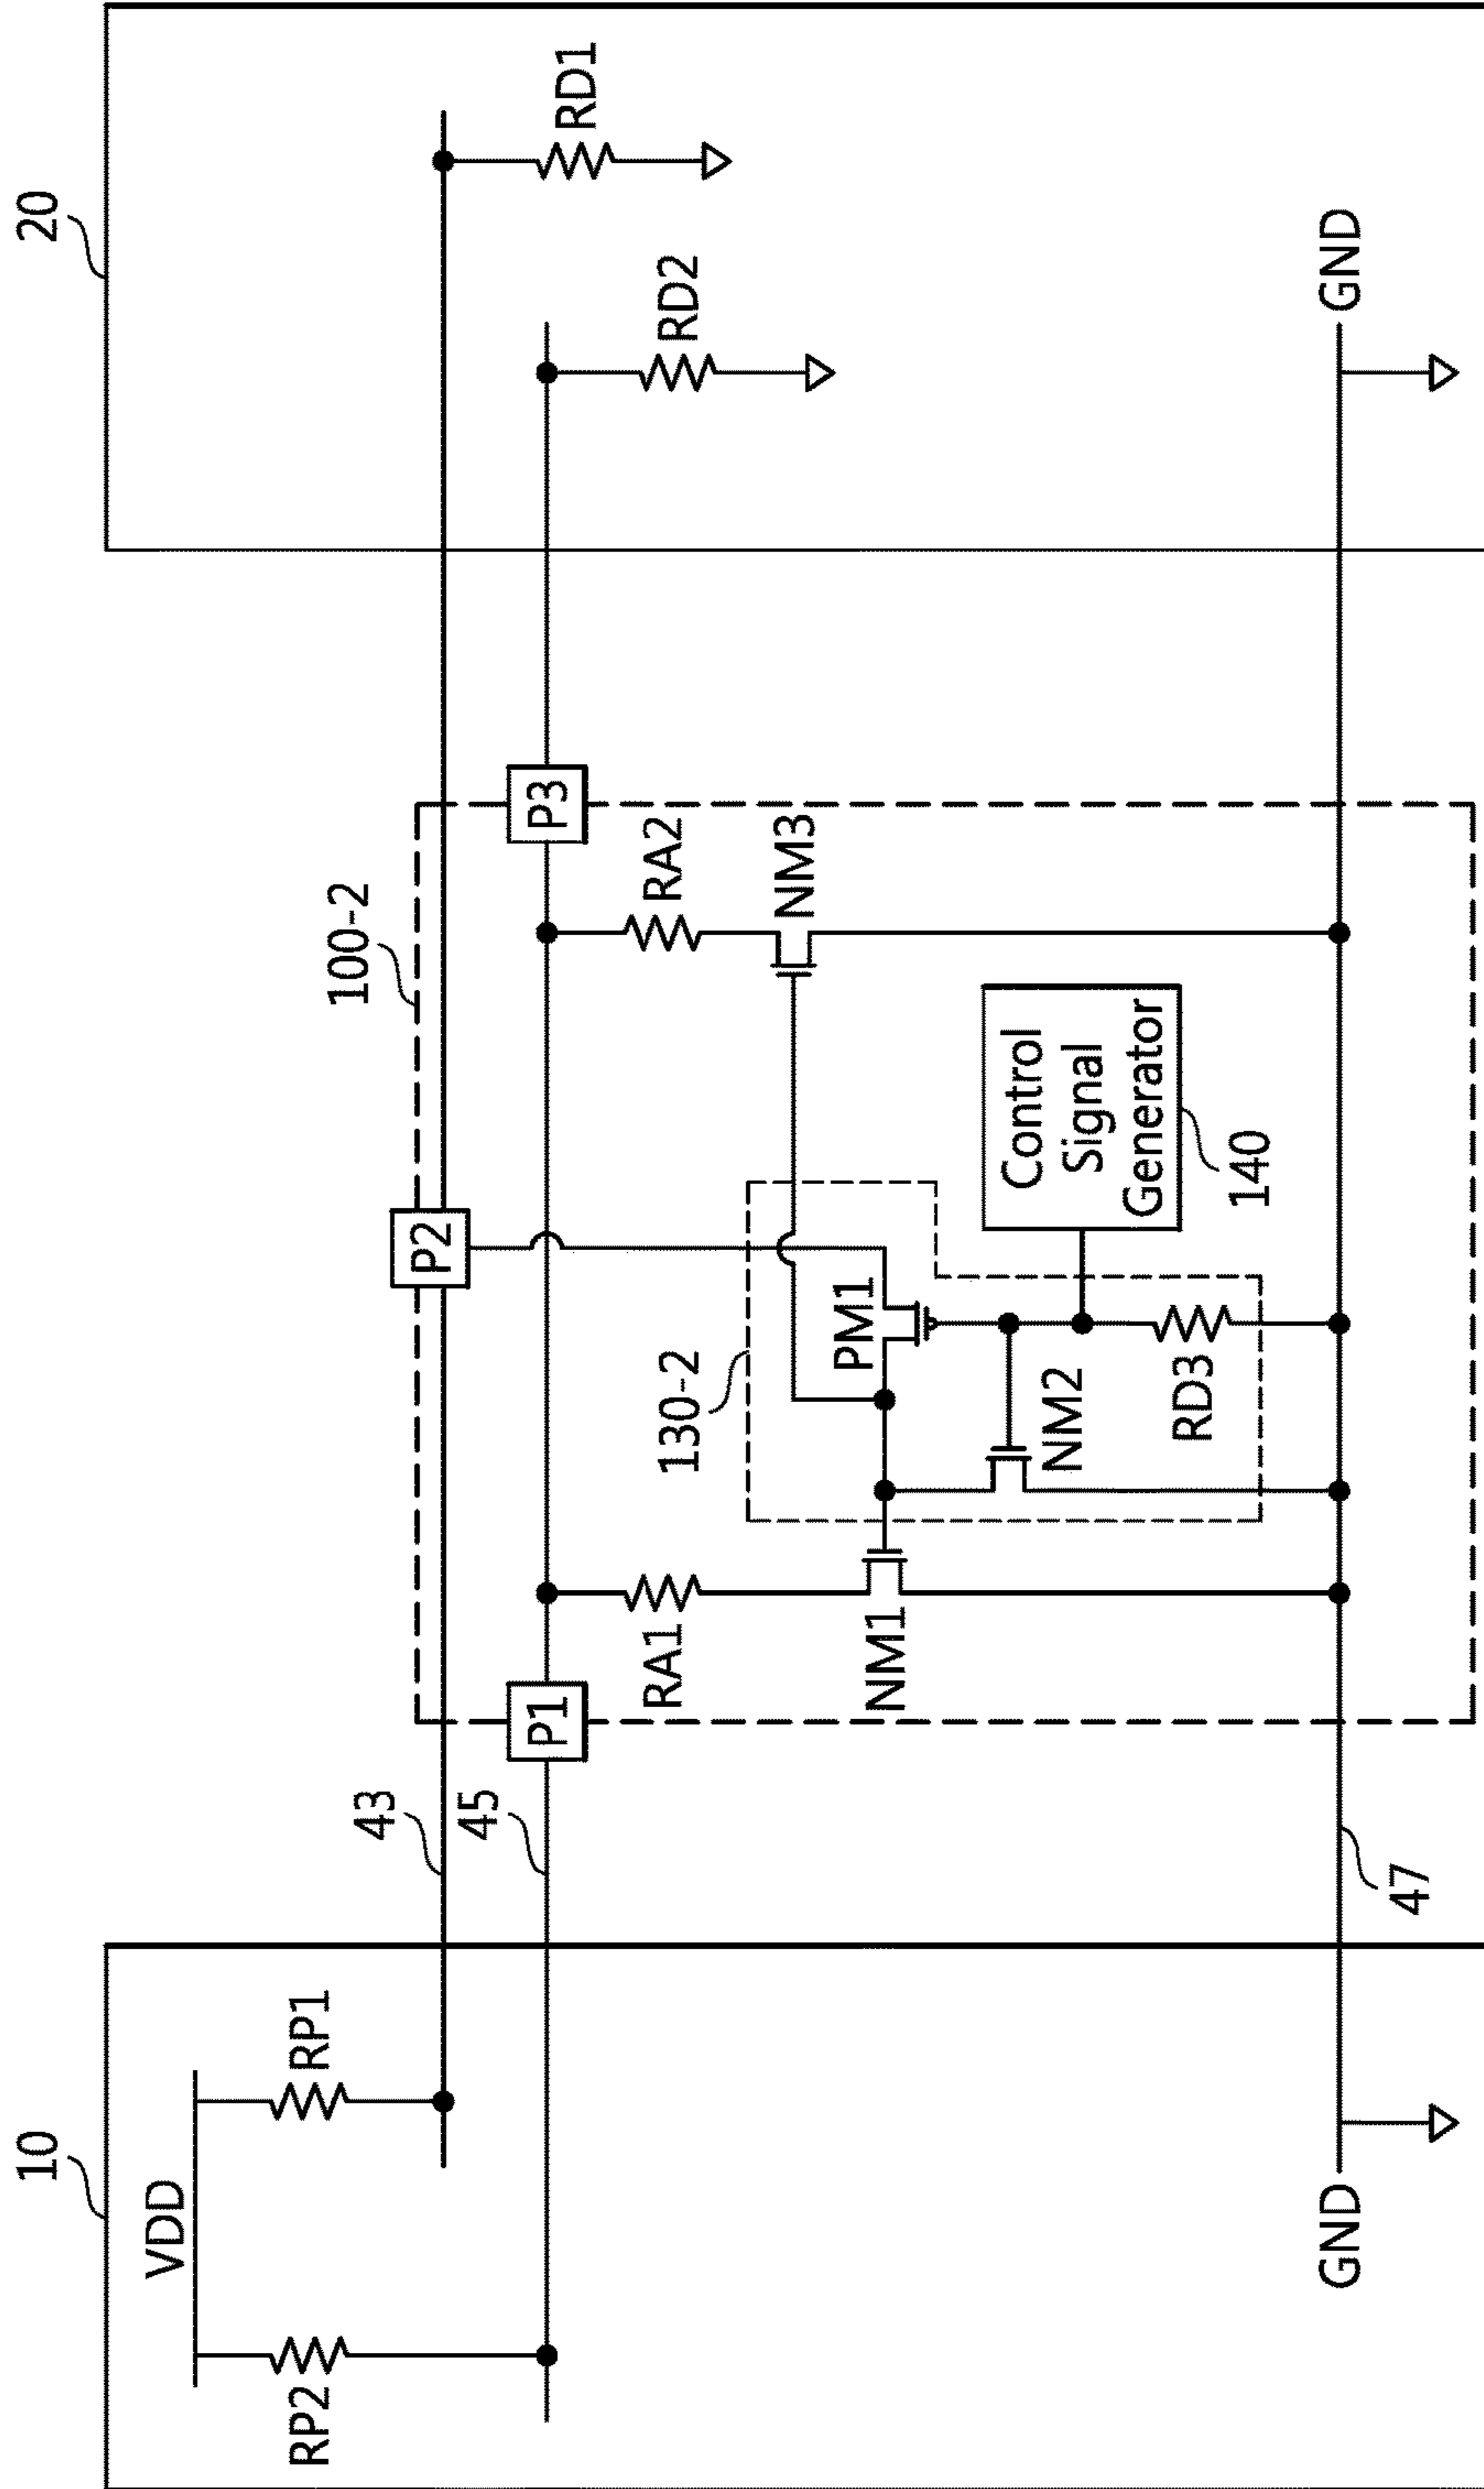 10
VDD
RP2
RP1
GND
43
45
47
100-2
P1
P2
P3
RA1
RA2
NM1
130-2
PM1
NM2
RD3
NM3
Control
Signal
Generator
140
20
RD1
RD2
GND